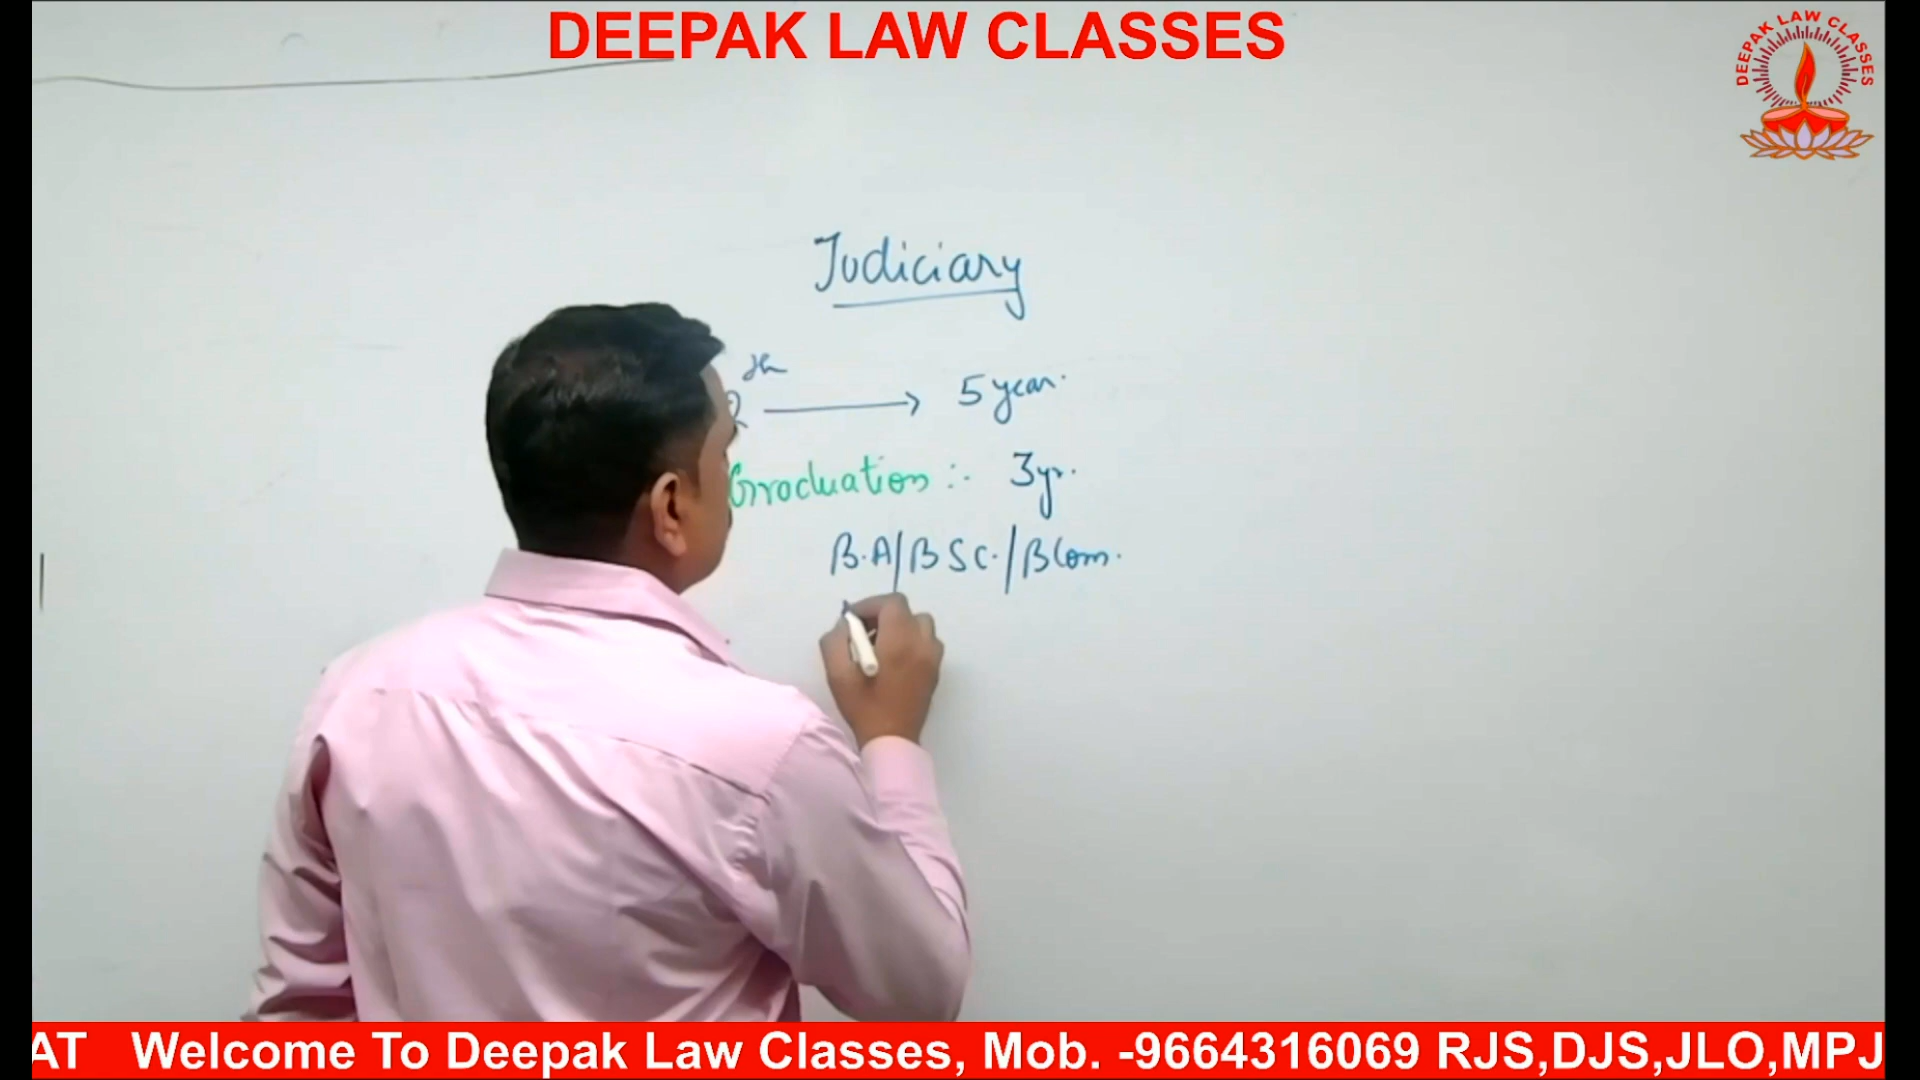 DEEPAK LAW CLASSES
DEEPAK LAW CLASSES
Judiciary
2th → 5 year.
Graduation :- 3yr.
B.A/BSC./BCom.
AT Welcome To Deepak Law Classes, Mob. -9664316069 RJS,DJS,JLO,MPJ